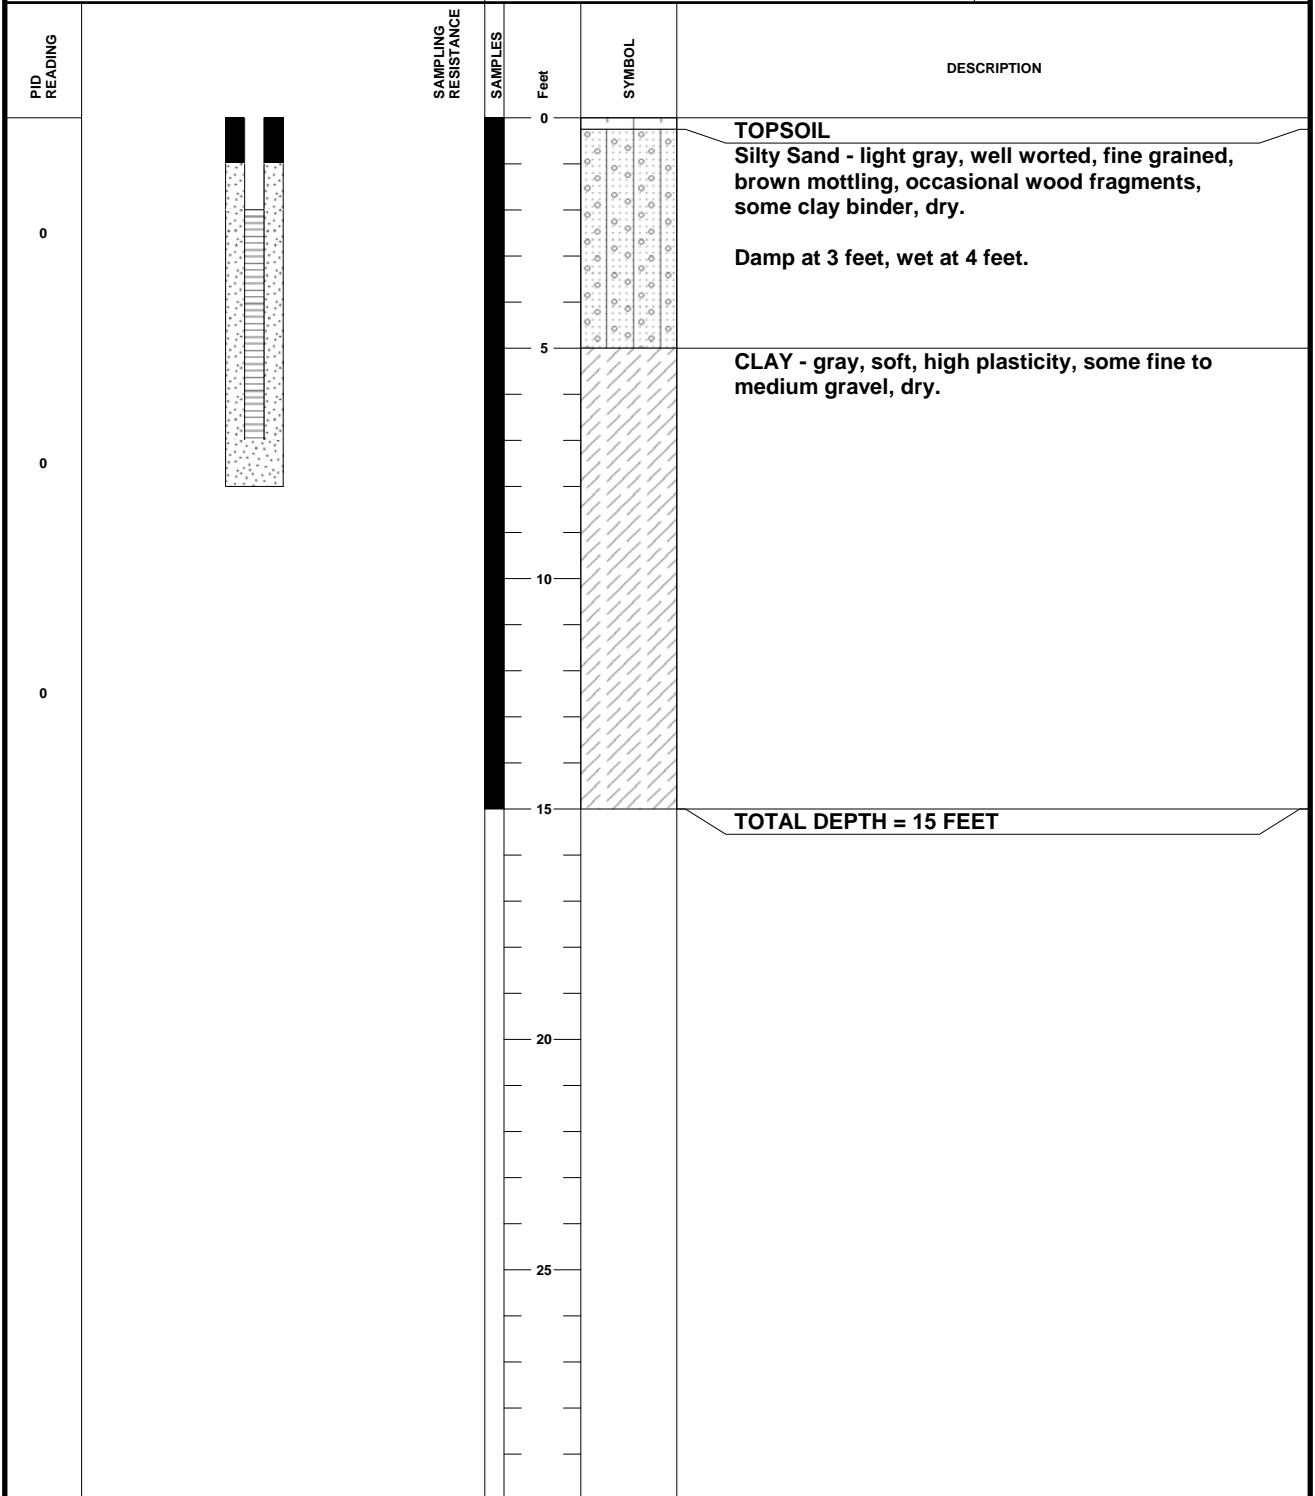 PID
READING
SAMPLING
RESISTANCE
SAMPLES
Feet
SYMBOL
DESCRIPTION
0
TOPSOIL
Silty Sand - light gray, well worted, fine grained,
brown mottling, occasional wood fragments,
some clay binder, dry.
0
Damp at 3 feet, wet at 4 feet.
5
CLAY - gray, soft, high plasticity, some fine to
medium gravel, dry.
0
10
0
15
TOTAL DEPTH = 15 FEET
20
25